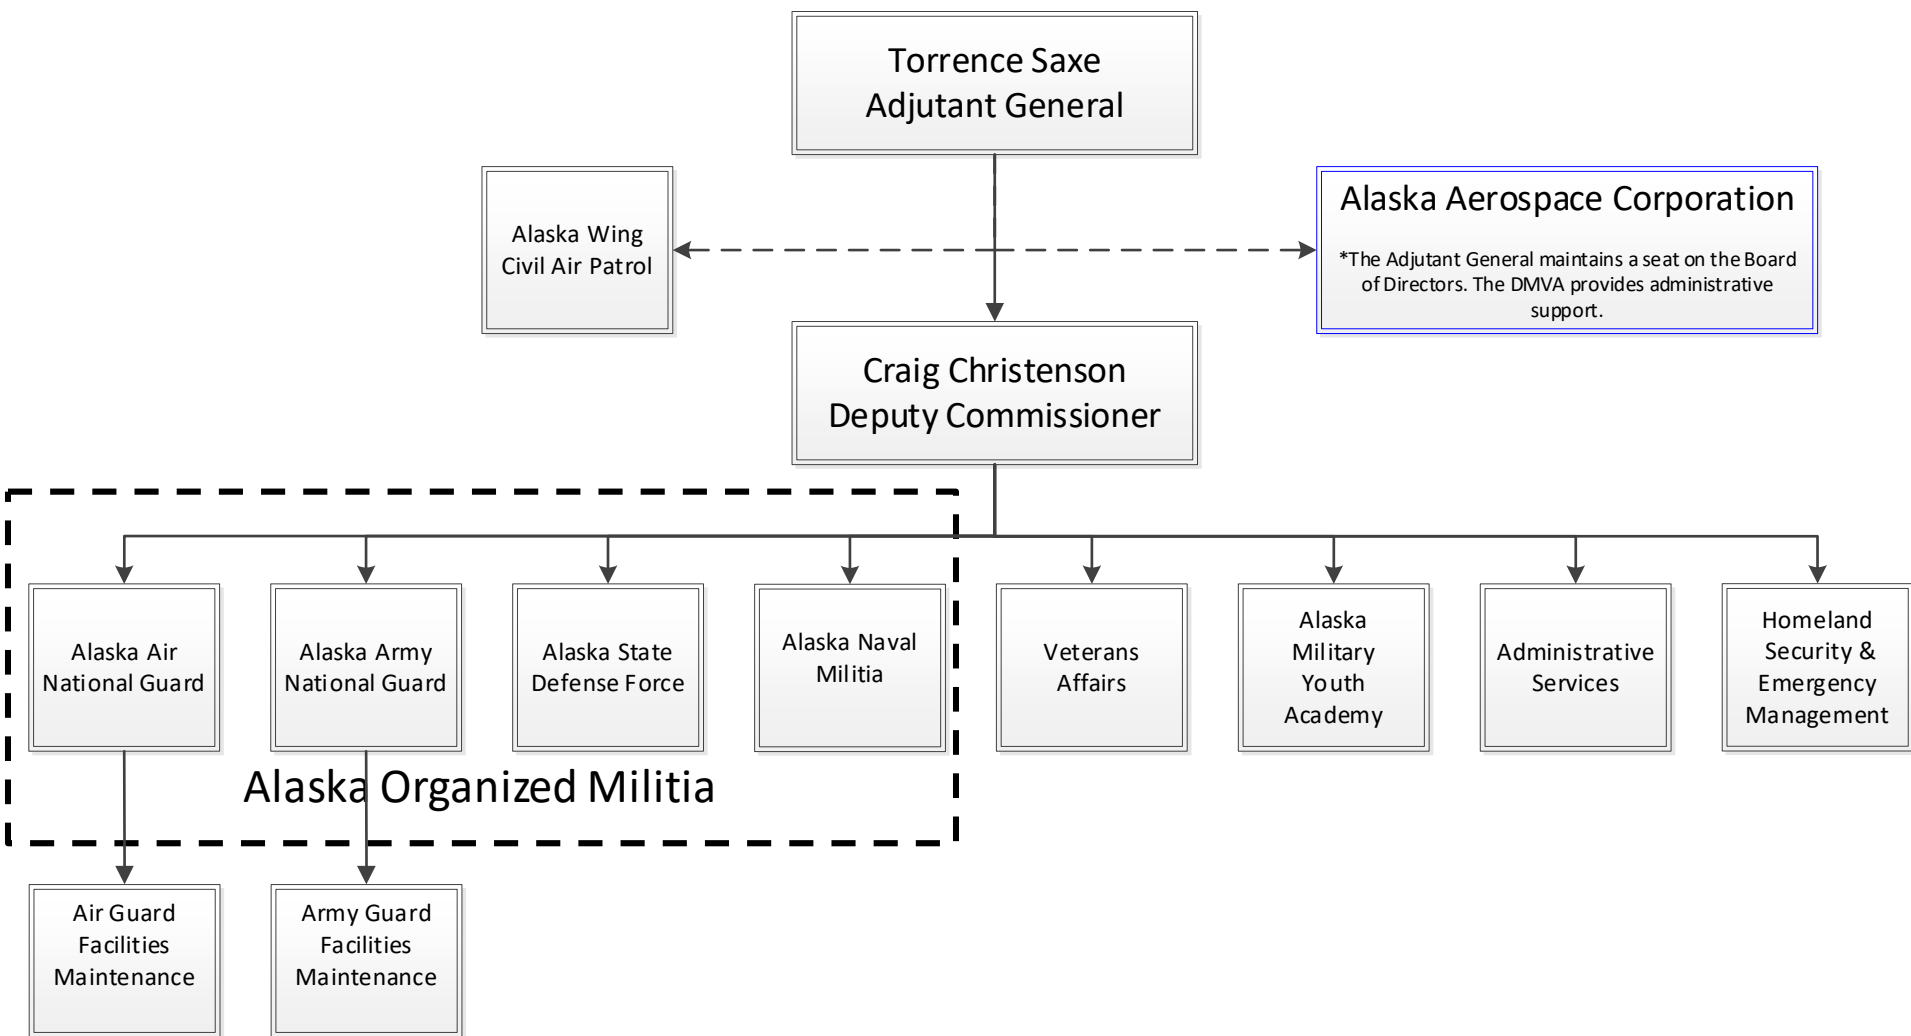 Torrence Saxe
Adjutant General
Alaska Wing
Civil Air Patrol
Alaska Aerospace Corporation
*The Adjutant General maintains a seat on the Board
of Directors. The DMVA provides administrative
support.
Craig Christenson
Deputy Commissioner
Alaska Air
National Guard
Alaska Army
National Guard
Alaska State
Defense Force
Alaska Naval
Militia
Veterans
Affairs
Alaska
Military
Youth
Academy
Administrative
Services
Homeland
Security &
Emergency
Management
Alaska Organized Militia
Air Guard
Facilities
Maintenance
Army Guard
Facilities
Maintenance